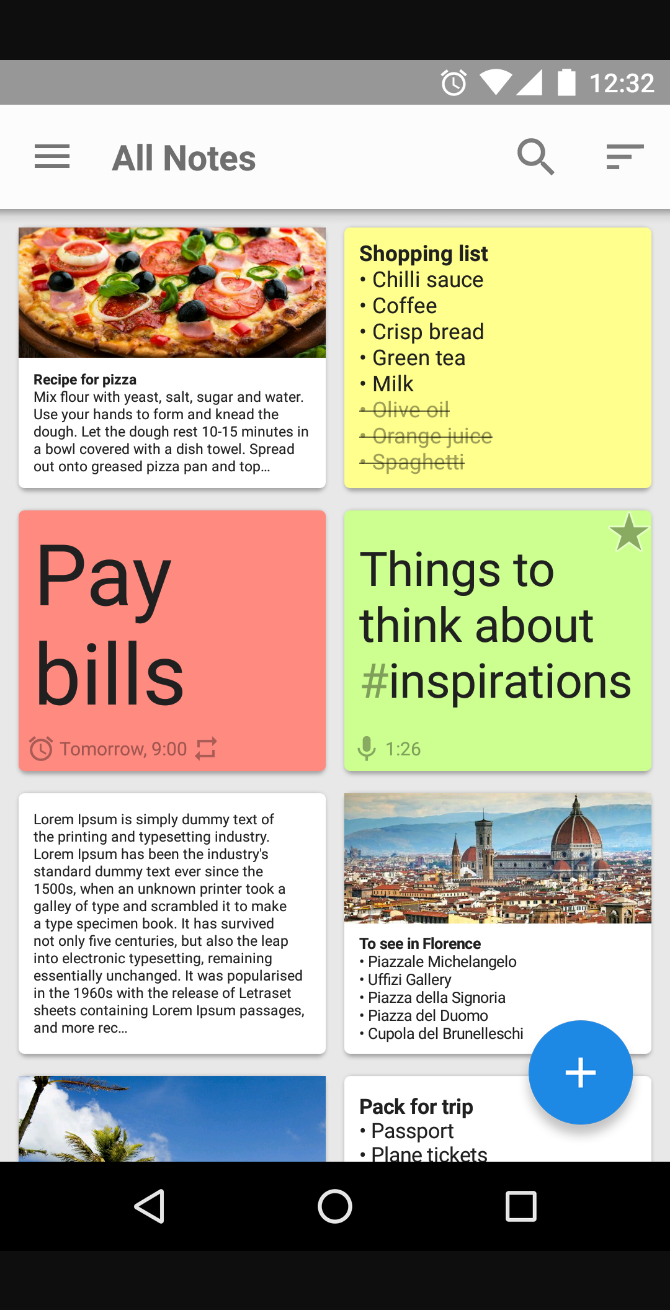 12:32
All Notes
Recipe for pizza
Mix flour with yeast, salt, sugar and water.
Use your hands to form and knead the
dough. Let the dough rest 10-15 minutes in
a bowl covered with a dish towel. Spread
out onto greased pizza pan and top...
Shopping list
• Chilli sauce
• Coffee
• Crisp bread
• Green tea
• Milk
• Olive oil
• Orange juice
• Spaghetti
Pay
bills
Tomorrow, 9:00
Things to
think about
#inspirations
1:26
Lorem Ipsum is simply dummy text of
the printing and typesetting industry.
Lorem Ipsum has been the industry's
standard dummy text ever since the
1500s, when an unknown printer took a
galley of type and scrambled it to make
a type specimen book. It has survived
not only five centuries, but also the leap
into electronic typesetting, remaining
essentially unchanged. It was popularised
in the 1960s with the release of Letraset
sheets containing Lorem Ipsum passages,
and more rec...
To see in Florence
• Piazzale Michelangelo
• Uffizi Gallery
• Piazza della Signoria
• Piazza del Duomo
• Cupola del Brunelleschi
Pack for trip
• Passport
• Plane tickets